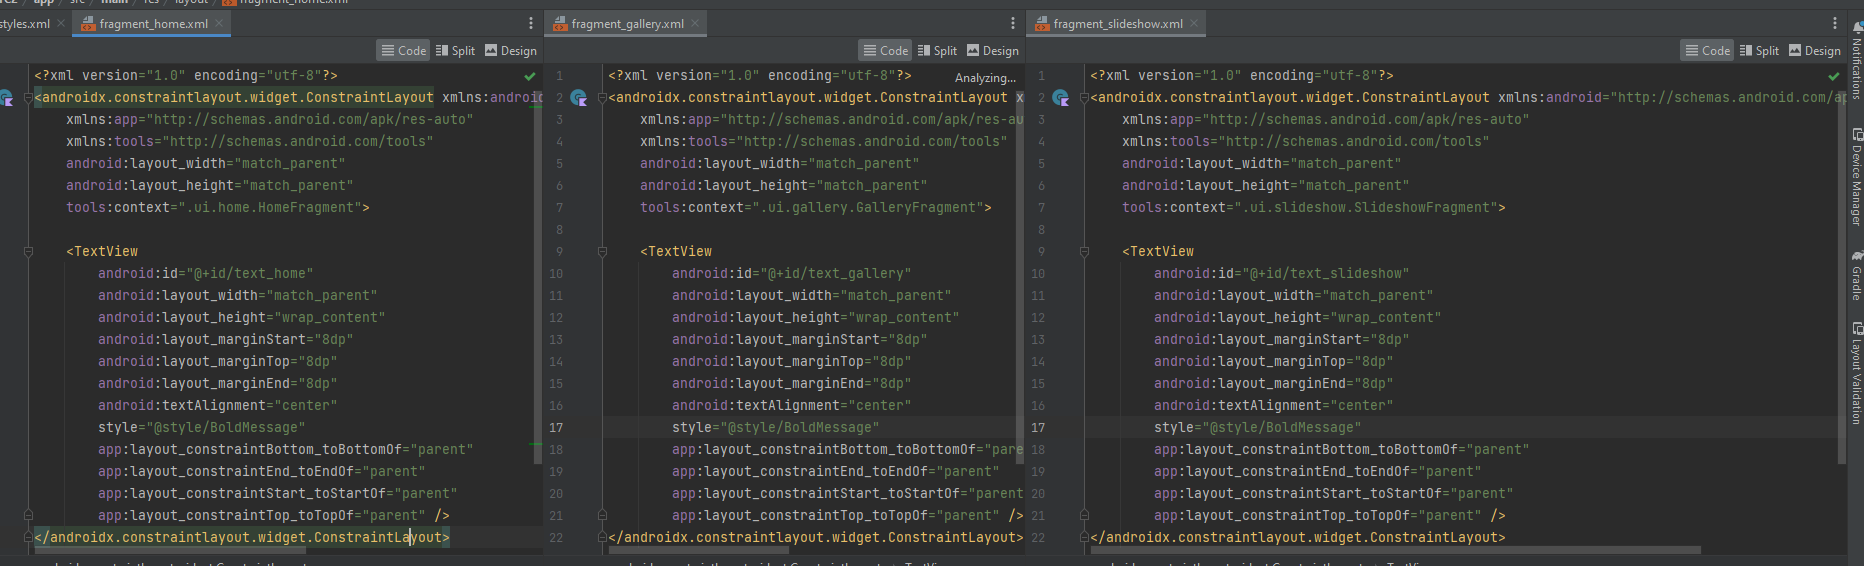 app src main res layout fragment_home.xml
styles.xml fragment_home.xml
Code Split Design
<?xml version="1.0" encoding="utf-8"?>
<androidx.constraintlayout.widget.ConstraintLayout xmlns:android
xmlns:app="http://schemas.android.com/apk/res-auto"
xmlns:tools="http://schemas.android.com/tools"
android:layout_width="match_parent"
android:layout_height="match_parent"
tools:context=".ui.home.HomeFragment">
<TextView
android:id="@+id/text_home"
android:layout_width="match_parent"
android:layout_height="wrap_content"
android:layout_marginStart="8dp"
android:layout_marginTop="8dp"
android:layout_marginEnd="8dp"
android:textAlignment="center"
style="@style/BoldMessage"
app:layout_constraintBottom_toBottomOf="parent"
app:layout_constraintEnd_toEndOf="parent"
app:layout_constraintStart_toStartOf="parent"
app:layout_constraintTop_toTopOf="parent" />
</androidx.constraintlayout.widget.ConstraintLayout>
fragment_gallery.xml
Code Split Design
Analyzing...
1 <?xml version="1.0" encoding="utf-8"?>
2 <androidx.constraintlayout.widget.ConstraintLayout x
3 xmlns:app="http://schemas.android.com/apk/res-au
4 xmlns:tools="http://schemas.android.com/tools"
5 android:layout_width="match_parent"
6 android:layout_height="match_parent"
7 tools:context=".ui.gallery.GalleryFragment">
8
9 <TextView
10 android:id="@+id/text_gallery"
11 android:layout_width="match_parent"
12 android:layout_height="wrap_content"
13 android:layout_marginStart="8dp"
14 android:layout_marginTop="8dp"
15 android:layout_marginEnd="8dp"
16 android:textAlignment="center"
17 style="@style/BoldMessage"
18 app:layout_constraintBottom_toBottomOf="pare
19 app:layout_constraintEnd_toEndOf="parent"
20 app:layout_constraintStart_toStartOf="parent
21 app:layout_constraintTop_toTopOf="parent" />
22 </androidx.constraintlayout.widget.ConstraintLayout>
fragment_slideshow.xml
Code Split Design
1 <?xml version="1.0" encoding="utf-8"?>
2 <androidx.constraintlayout.widget.ConstraintLayout xmlns:android="http://schemas.android.com/ap
3 xmlns:app="http://schemas.android.com/apk/res-auto"
4 xmlns:tools="http://schemas.android.com/tools"
5 android:layout_width="match_parent"
6 android:layout_height="match_parent"
7 tools:context=".ui.slideshow.SlideshowFragment">
8
9 <TextView
10 android:id="@+id/text_slideshow"
11 android:layout_width="match_parent"
12 android:layout_height="wrap_content"
13 android:layout_marginStart="8dp"
14 android:layout_marginTop="8dp"
15 android:layout_marginEnd="8dp"
16 android:textAlignment="center"
17 style="@style/BoldMessage"
18 app:layout_constraintBottom_toBottomOf="parent"
19 app:layout_constraintEnd_toEndOf="parent"
20 app:layout_constraintStart_toStartOf="parent"
21 app:layout_constraintTop_toTopOf="parent" />
22 </androidx.constraintlayout.widget.ConstraintLayout>
Notifications
Device Manager
Gradle
Layout Validation